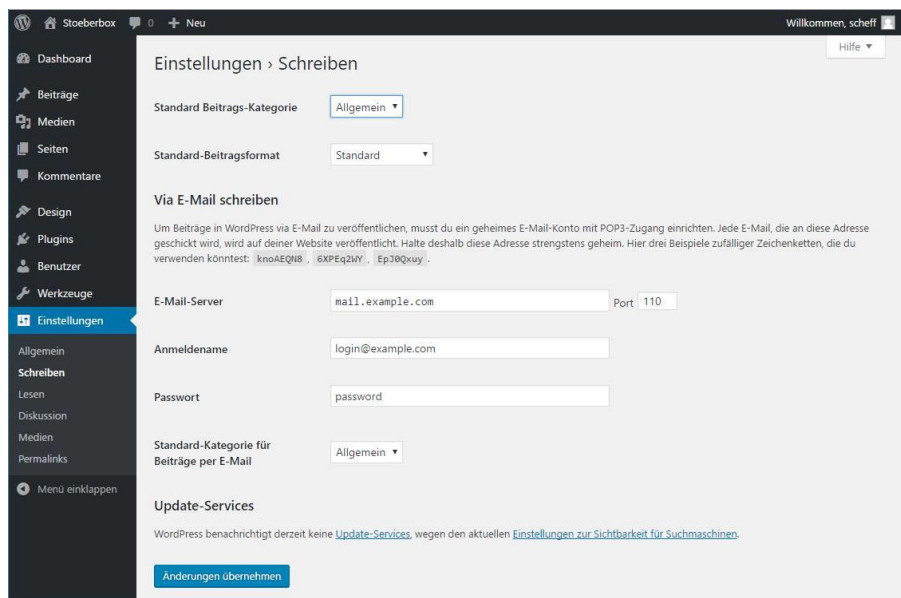 Stoeberbox 0 Neu Willkommen, scheff
Hilfe
Dashboard
Beiträge
Medien
Seiten
Kommentare
Design
Plugins
Benutzer
Werkzeuge
Einstellungen
Allgemein
Schreiben
Lesen
Diskussion
Medien
Permalinks
Menü einklappen
Einstellungen › Schreiben
Standard Beitrags-Kategorie Allgemein
Standard-Beitragsformat Standard
Via E-Mail schreiben
Um Beiträge in WordPress via E-Mail zu veröffentlichen, musst du ein geheimes E-Mail-Konto mit POP3-Zugang einrichten. Jede E-Mail, die an diese Adresse
geschickt wird, wird auf deiner Website veröffentlicht. Halte deshalb diese Adresse strengstens geheim. Hier drei Beispiele zufälliger Zeichenketten, die du
verwenden könntest: knoAEQN8 , 6XPEq2WY , EpJ0Qxuy .
E-Mail-Server mail.example.com Port 110
Anmeldename login@example.com
Passwort password
Standard-Kategorie für
Beiträge per E-Mail Allgemein
Update-Services
WordPress benachrichtigt derzeit keine Update-Services, wegen den aktuellen Einstellungen zur Sichtbarkeit für Suchmaschinen.
Änderungen übernehmen